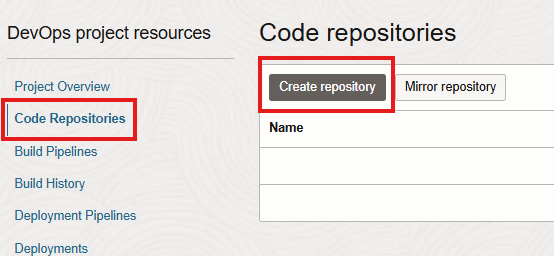 DevOps project resources
Project Overview
Code Repositories
Build Pipelines
Build History
Deployment Pipelines
Deployments
Code repositories
Create repository
Mirror repository
Name